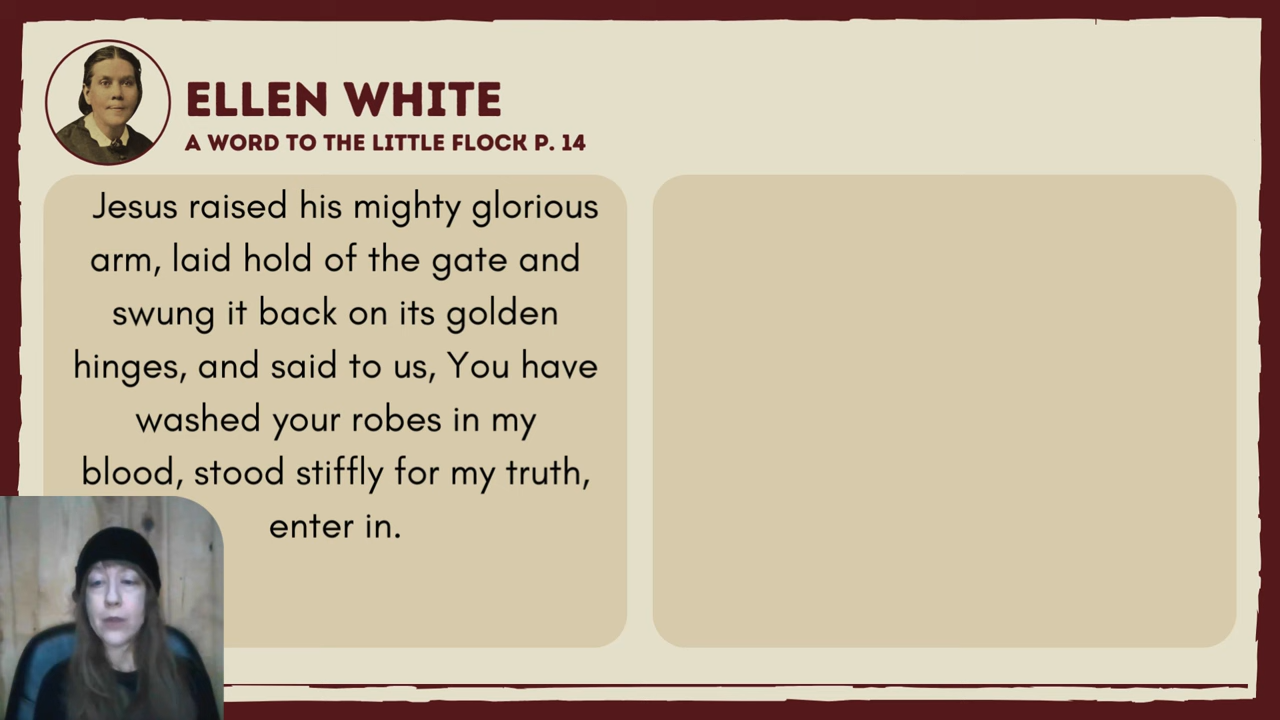 ELLEN WHITE
A WORD TO THE LITTLE FLOCK P. 14
Jesus raised his mighty glorious
arm, laid hold of the gate and
swung it back on its golden
hinges, and said to us, You have
washed your robes in my
blood, stood stiffly for my truth,
enter in.